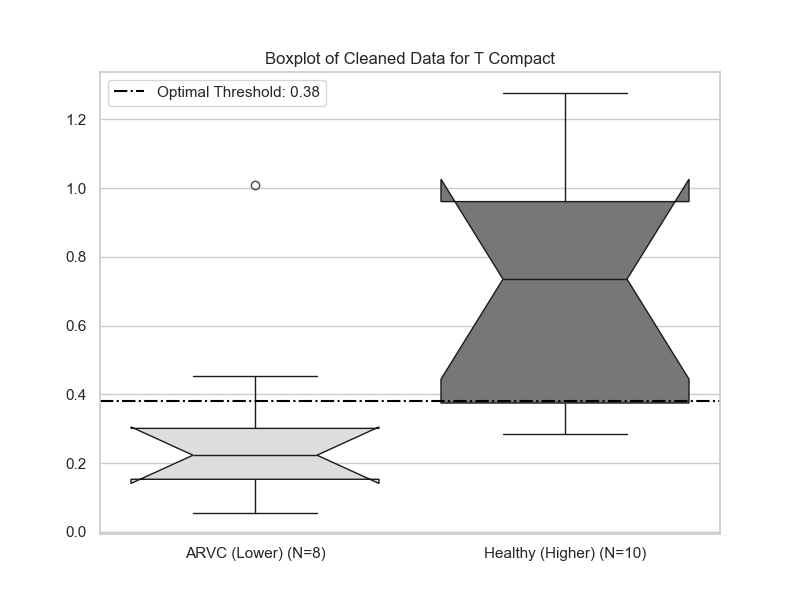 Boxplot of Cleaned Data for T Compact
Optimal Threshold: 0.38
1.2
1.0
0.8
0.6
0.4
0.2
0.0
ARVC (Lower) (N=8)
Healthy (Higher) (N=10)